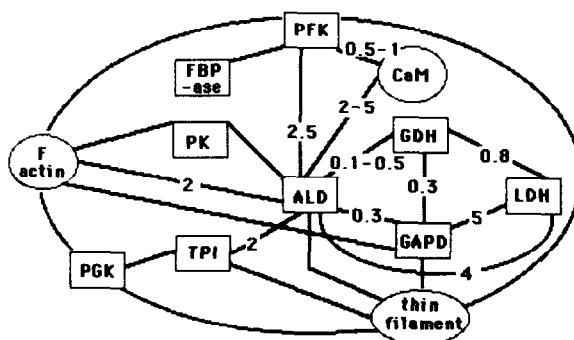 PFK
0.5-1
FBP
-ase
CaM
2-5
2.5
PK
GDH
F
actin
0.1-0.5
0.8
0.3
2
ALD
LDH
0.3
5
GAPD
TPI
2
PGK
4
thin
filament